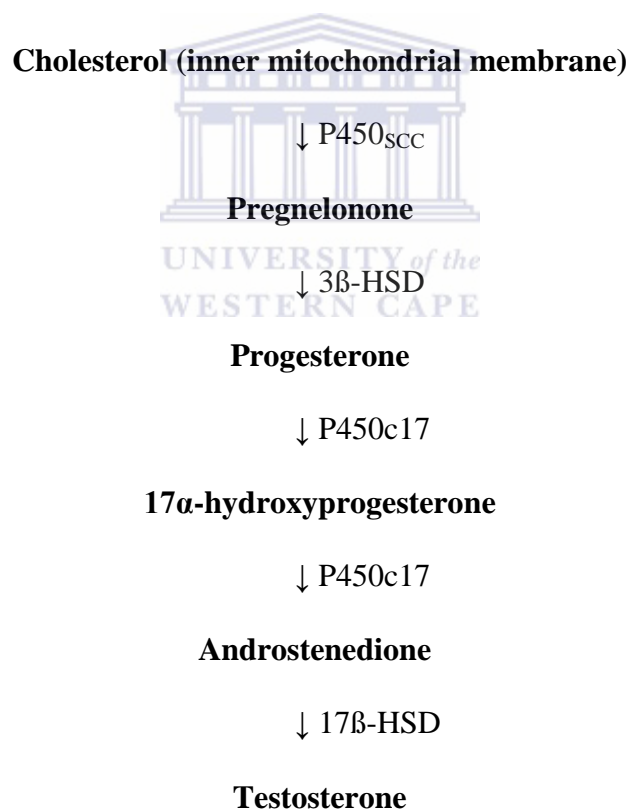 Cholesterol (inner mitochondrial membrane)
↓ P450SCC
Pregnelonone
UNIVERSITY of the
↓ 3ß-HSD
WESTERN CAPE
Progesterone
↓ P450c17
17α-hydroxyprogesterone
↓ P450c17
Androstenedione
↓ 17ß-HSD
Testosterone